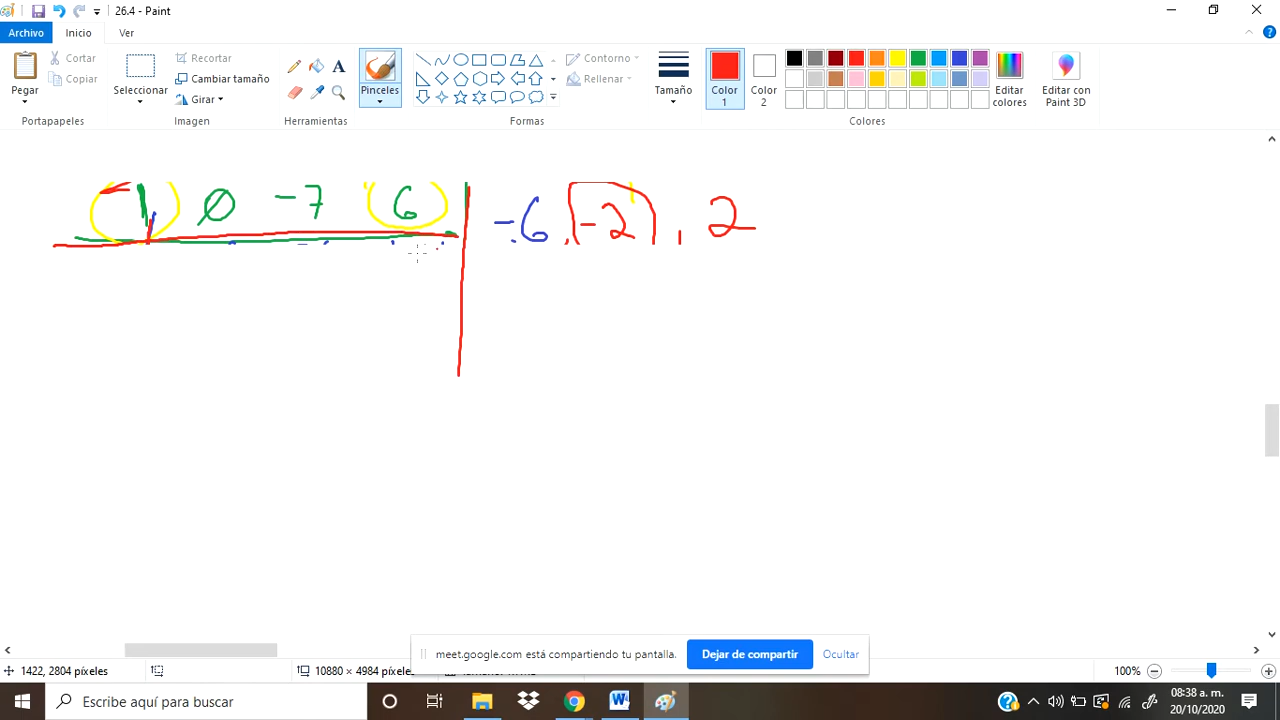 26.4 - Paint
Archivo Inicio Ver
Pegar
Cortar
Copiar
Portapapeles
Seleccionar
Recortar
Cambiar tamaño
Girar
Imagen
A
Herramientas
Pinceles
Contorno
Rellenar
Formas
Tamaño
Color 1
Color 2
Editar colores
Editar con Paint 3D
Colores
1 0 -7 6 -6 -2 , 2
meet.google.com está compartiendo tu pantalla. Dejar de compartir Ocultar
1422, 2804 píxeles 10880 × 4984 píxeles 100%
Escribe aquí para buscar
08:38 a. m.
20/10/2020